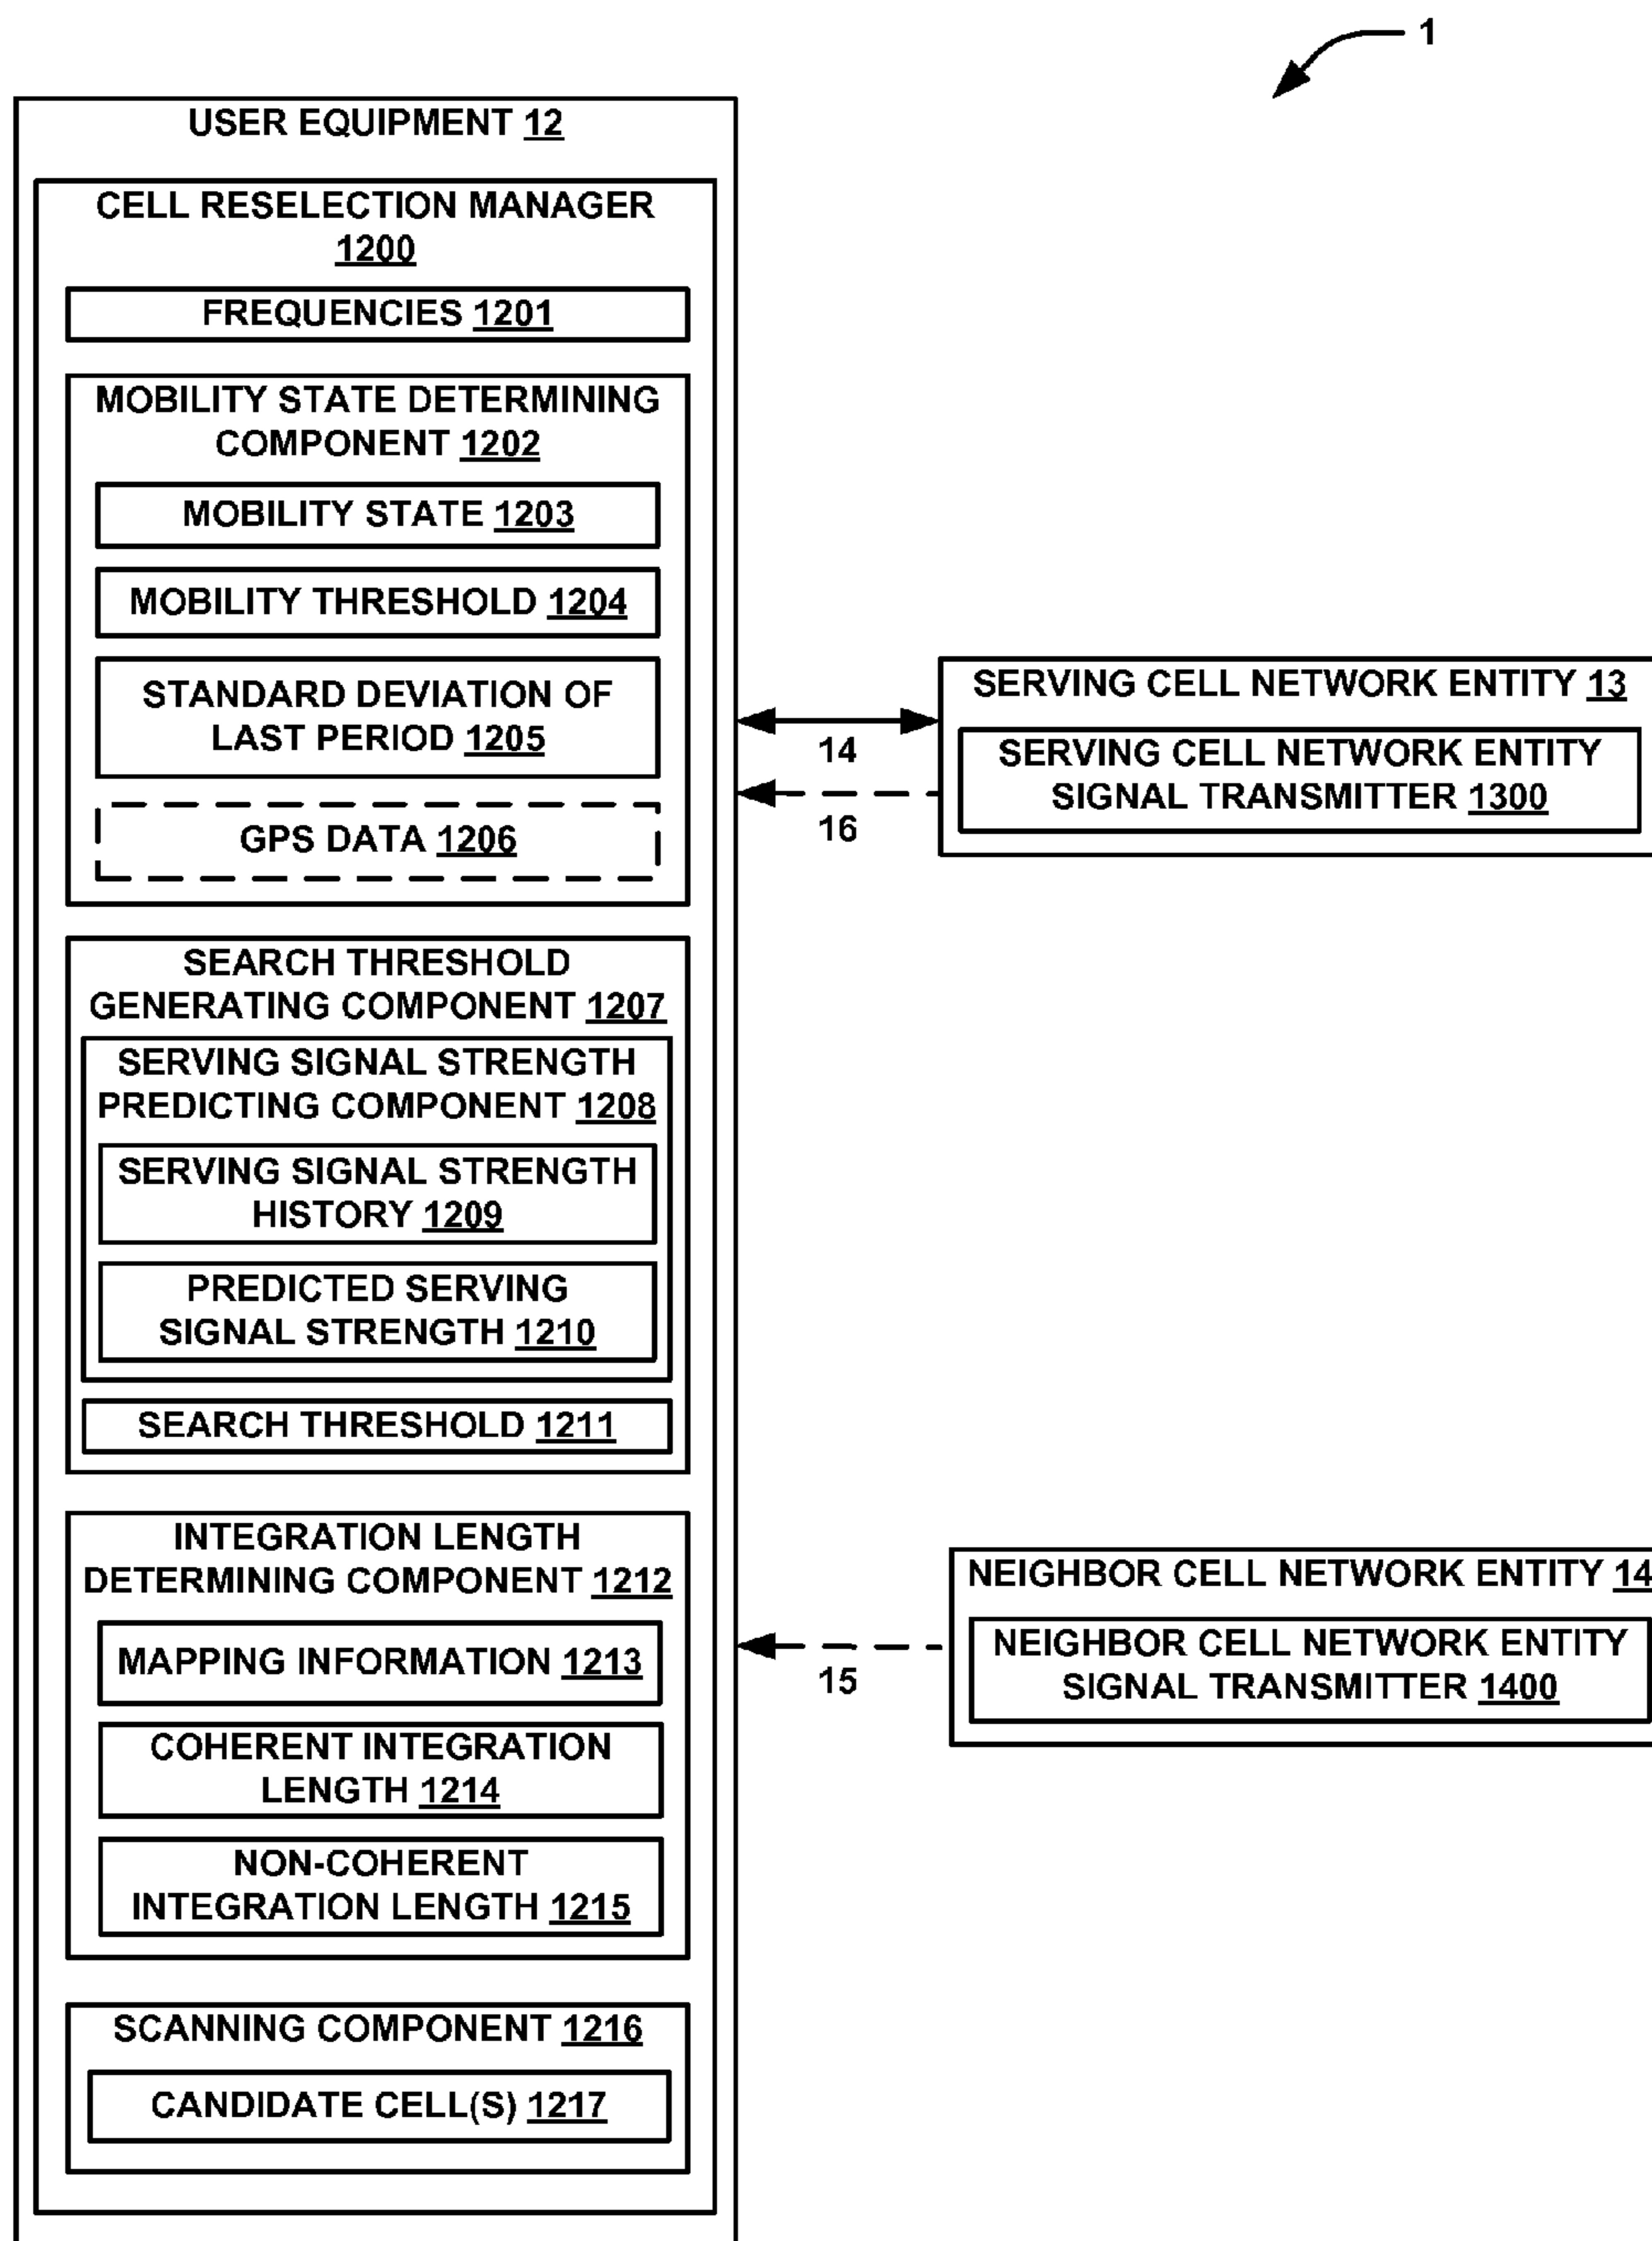 1
USER EQUIPMENT 12
CELL RESELECTION MANAGER
1200
FREQUENCIES 1201
MOBILITY STATE DETERMINING
COMPONENT 1202
MOBILITY STATE 1203
MOBILITY THRESHOLD 1204
STANDARD DEVIATION OF
LAST PERIOD 1205
GPS DATA 1206
SEARCH THRESHOLD
GENERATING COMPONENT 1207
SERVING SIGNAL STRENGTH
PREDICTING COMPONENT 1208
SERVING SIGNAL STRENGTH
HISTORY 1209
PREDICTED SERVING
SIGNAL STRENGTH 1210
SEARCH THRESHOLD 1211
INTEGRATION LENGTH
DETERMINING COMPONENT 1212
MAPPING INFORMATION 1213
COHERENT INTEGRATION
LENGTH 1214
NON-COHERENT
INTEGRATION LENGTH 1215
SCANNING COMPONENT 1216
CANDIDATE CELL(S) 1217
14
16
SERVING CELL NETWORK ENTITY 13
SERVING CELL NETWORK ENTITY
SIGNAL TRANSMITTER 1300
15
NEIGHBOR CELL NETWORK ENTITY 14
NEIGHBOR CELL NETWORK ENTITY
SIGNAL TRANSMITTER 1400